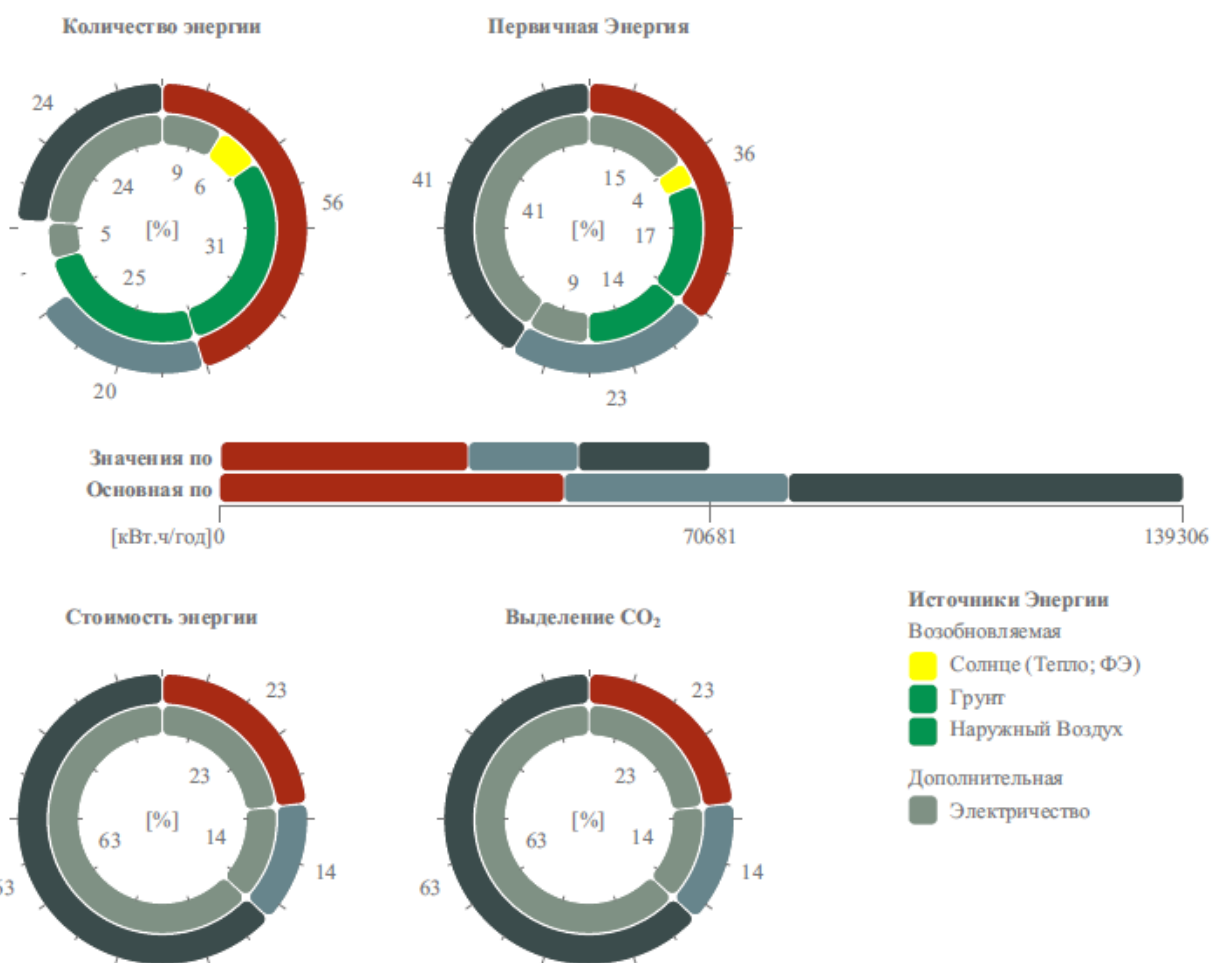 Количество энергии
Первичная Энергия
24
24
9
6
56
5
[%]
31
25
20
41
15
36
4
41
[%]
17
9
14
23
Значения по
Основная по
[кВт.ч/год]0
70681
139306
Стоимость энергии
Выделение CO₂
23
23
[%]
63
14
14
63
23
23
[%]
63
14
14
63
Источники Энергии
Возобновляемая
Солнце (Тепло; ФЭ)
Грунт
Наружный Воздух
Дополнительная
Электричество